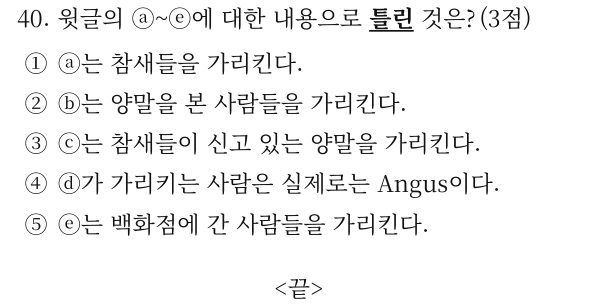 40. 윗글의 ⓐ~ⓔ에 대한 내용으로 틀린 것은?(3점)
① ⓐ는 참새들을 가리킨다.
② ⓑ는 양말을 본 사람들을 가리킨다.
③ ⓒ는 참새들이 신고 있는 양말을 가리킨다.
④ ⓓ가 가리키는 사람은 실제로는 Angus이다.
⑤ ⓔ는 백화점에 간 사람들을 가리킨다.
<끝>